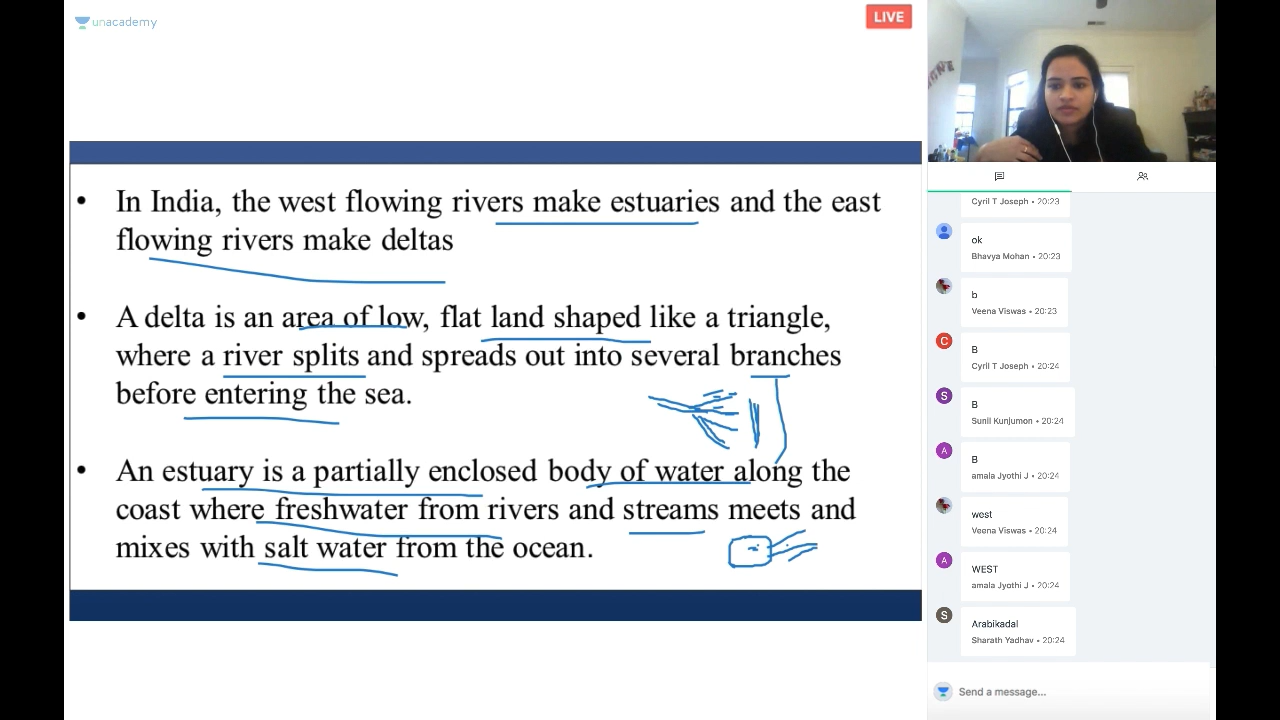 unacademy
LIVE
• In India, the west flowing rivers make estuaries and the east
flowing rivers make deltas
• A delta is an area of low, flat land shaped like a triangle,
where a river splits and spreads out into several branches
before entering the sea.
• An estuary is a partially enclosed body of water along the
coast where freshwater from rivers and streams meets and
mixes with salt water from the ocean.
Cyril T Joseph • 20:23
ok
Bhavya Mohan • 20:23
b
Veena Viswas • 20:23
C
B
Cyril T Joseph • 20:24
S
B
Sunil Kunjumon • 20:24
A
B
amala Jyothi J • 20:24
west
Veena Viswas • 20:24
A
WEST
amala Jyothi J • 20:24
S
Arabikadal
Sharath Yadhav • 20:24
Send a message...